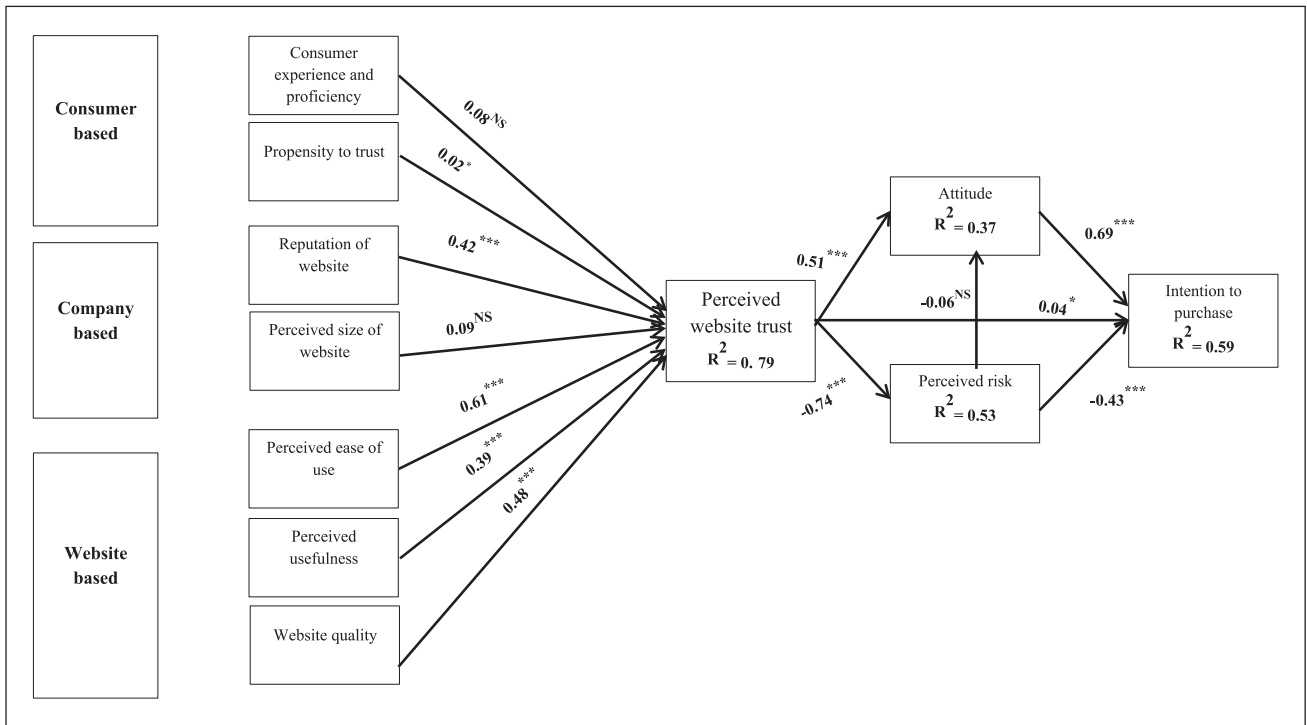 Consumer
based
Company
based
Website
based
Consumer
experience and
proficiency
Propensity to trust
Reputation of
website
Perceived size of
website
Perceived ease of
use
Perceived
usefulness
Website quality
0.08 NS
0.02 *
0.42 ***
0.09 NS
0.61 ***
0.39 ***
0.48 ***
Perceived
website trust
R2 = 0. 79
0.51 ***
-0.74 ***
Attitude
R2 = 0.37
-0.06 NS
0.04 *
Perceived risk
R2 = 0.53
0.69 ***
-0.43 ***
Intention to
purchase
R2 = 0.59